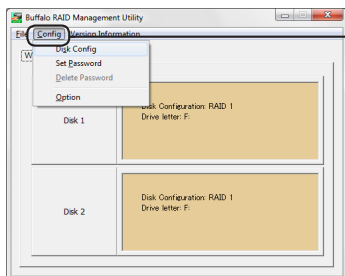 Buffalo RAID Management Utility
File Config Version Information
Disk Config
Set Password
Delete Password
Option
Disk 1
Disk Configuration: RAID 1
Drive letter: F:
Disk 2
Disk Configuration: RAID 1
Drive letter: F: